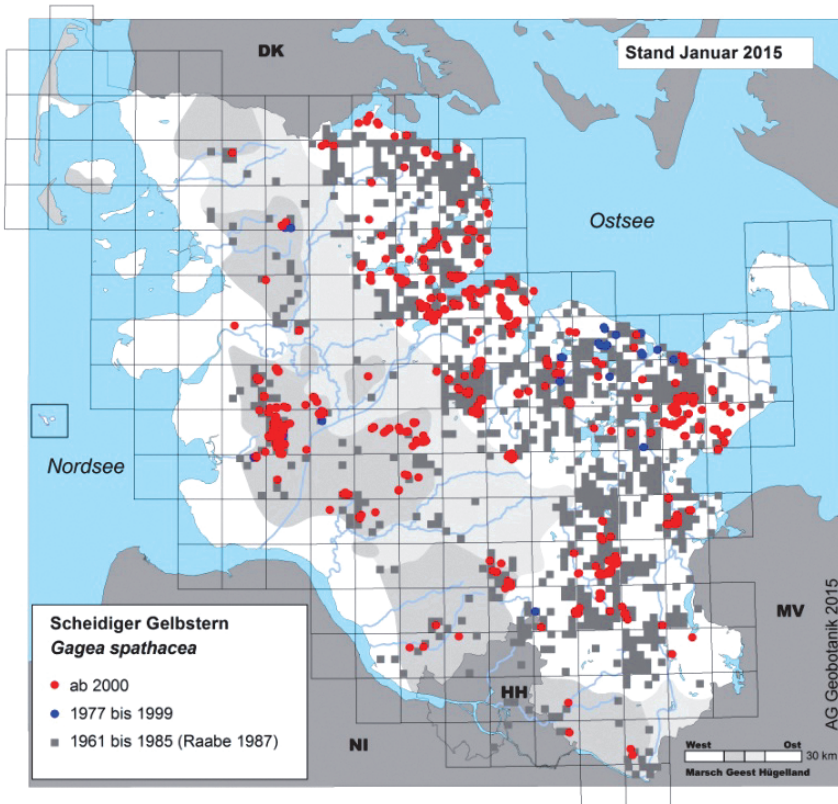 DK
Stand Januar 2015
Ostsee
Nordsee
Scheidiger Gelbstern
Gagea spathacea
ab 2000
1977 bis 1999
1961 bis 1985 (Raabe 1987)
NI
HH
MV
West Ost
30 km
Marsch Geest Hügelland
AG Geobotanik 2015